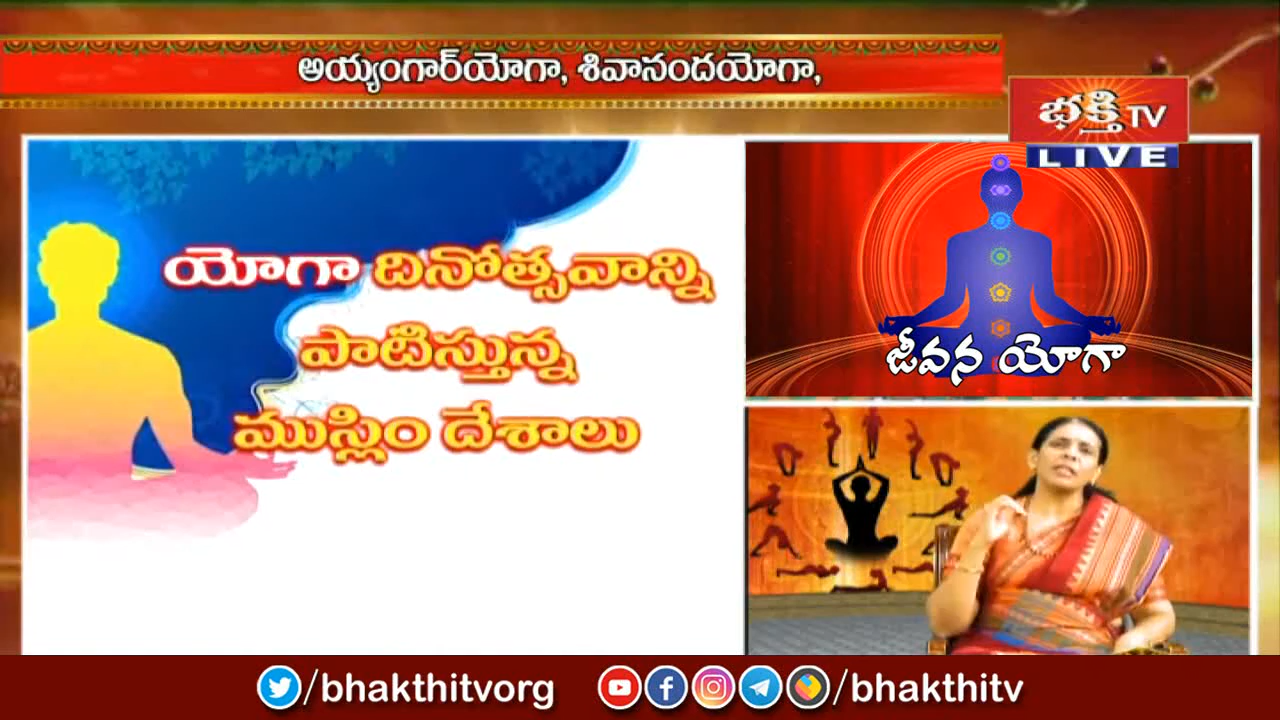 అయ్యంగార్‌యోగా, శివానందయోగా,
భక్తి TV
LIVE
యోగా దినోత్సవాన్ని
పాటిస్తున్న
ముస్లిం దేశాలు
జీవన యోగా
/bhakthitvorg
/bhakthitv